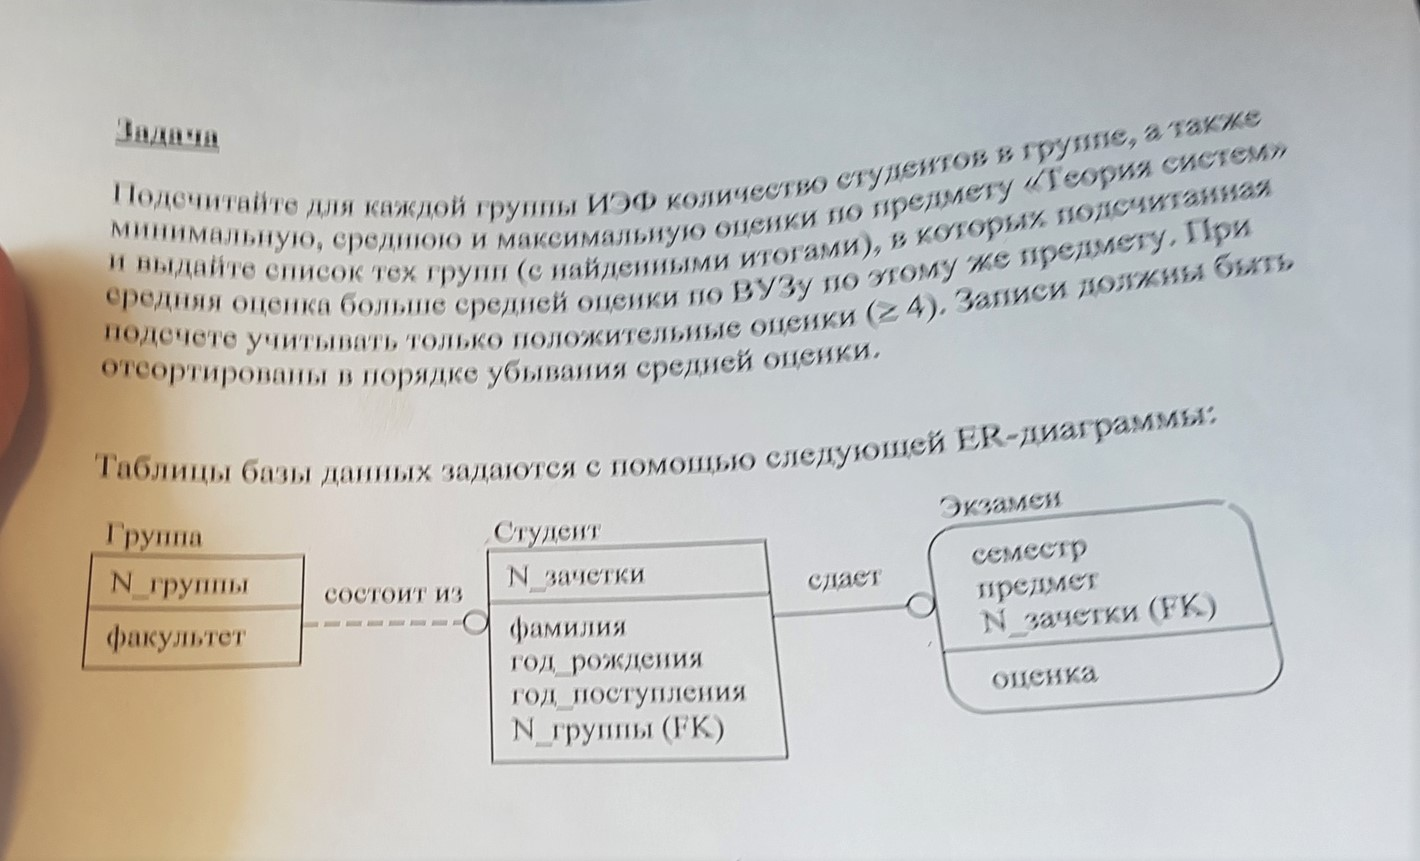 Задача
Подсчитайте для каждой группы ИЭФ количество студентов в группе, а также
минимальную, среднюю и максимальную оценки по предмету «Теория систем»
и выдайте список тех групп (с найденными итогами), в которых подсчитанная
средняя оценка больше средней оценки по ВУЗу по этому же предмету. При
подсчете учитывать только положительные оценки (≥ 4). Записи должны быть
отсортированы в порядке убывания средней оценки.
Таблицы базы данных задаются с помощью следующей ER-диаграммы:
Группа
N_группы
факультет
состоит из
Студент
N_зачетки
фамилия
год_рождения
год_поступления
N_группы (FK)
сдает
Экзамен
семестр
предмет
N_зачетки (FK)
оценка